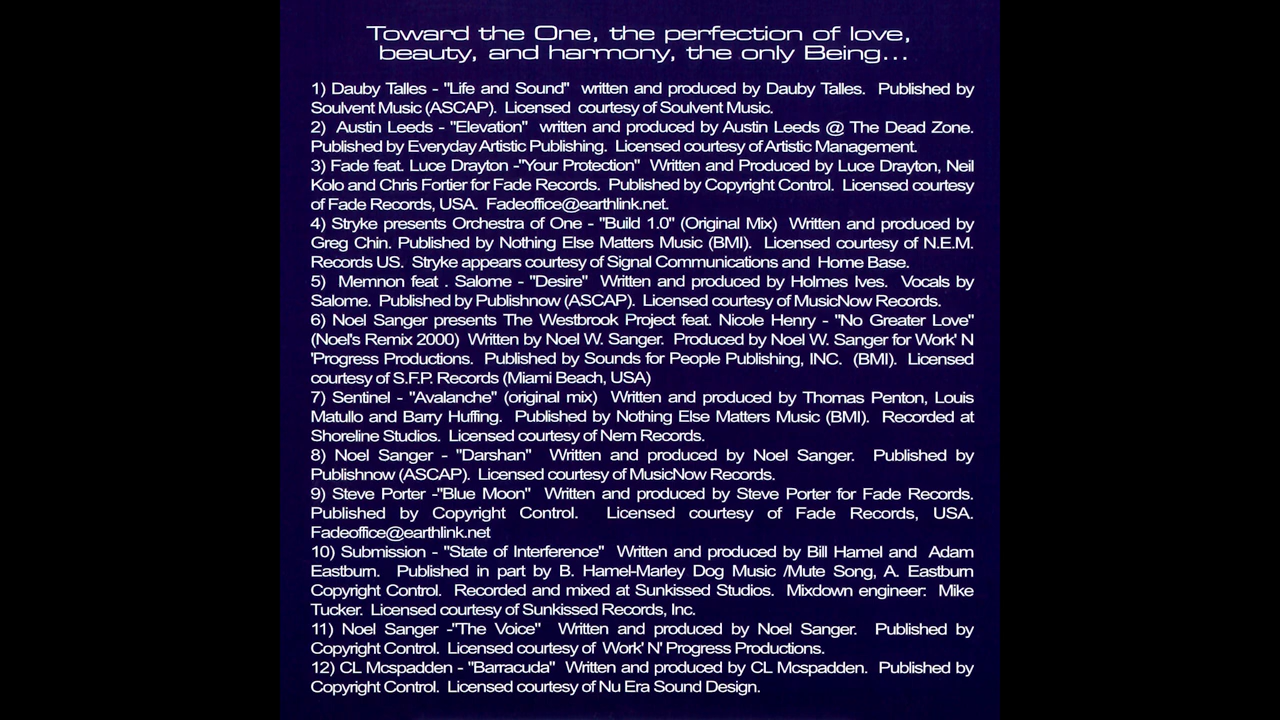 Toward the One, the perfection of love,
beauty, and harmony, the only Being...
1) Dauby Talles - "Life and Sound" written and produced by Dauby Talles. Published by
Soulvent Music (ASCAP). Licensed courtesy of Soulvent Music.
2) Austin Leeds - "Elevation" written and produced by Austin Leeds @ The Dead Zone.
Published by Everyday Artistic Publishing. Licensed courtesy of Artistic Management.
3) Fade feat. Luce Drayton -"Your Protection" Written and Produced by Luce Drayton, Neil
Kolo and Chris Fortier for Fade Records. Published by Copyright Control. Licensed courtesy
of Fade Records, USA. Fadeoffice@earthlink.net.
4) Stryke presents Orchestra of One - "Build 1.0" (Original Mix) Written and produced by
Greg Chin. Published by Nothing Else Matters Music (BMI). Licensed courtesy of N.E.M.
Records US. Stryke appears courtesy of Signal Communications and Home Base.
5) Memnon feat . Salome - "Desire" Written and produced by Holmes Ives. Vocals by
Salome. Published by Publishnow (ASCAP). Licensed courtesy of MusicNow Records.
6) Noel Sanger presents The Westbrook Project feat. Nicole Henry - "No Greater Love"
(Noel's Remix 2000) Written by Noel W. Sanger. Produced by Noel W. Sanger for Work' N
'Progress Productions. Published by Sounds for People Publishing, INC. (BMI). Licensed
courtesy of S.F.P. Records (Miami Beach, USA)
7) Sentinel - "Avalanche" (original mix) Written and produced by Thomas Penton, Louis
Matullo and Barry Huffing. Published by Nothing Else Matters Music (BMI). Recorded at
Shoreline Studios. Licensed courtesy of Nem Records.
8) Noel Sanger - "Darshan" Written and produced by Noel Sanger. Published by
Publishnow (ASCAP). Licensed courtesy of MusicNow Records.
9) Steve Porter -"Blue Moon" Written and produced by Steve Porter for Fade Records.
Published by Copyright Control. Licensed courtesy of Fade Records, USA.
Fadeoffice@earthlink.net
10) Submission - "State of Interference" Written and produced by Bill Hamel and Adam
Eastburn. Published in part by B. Hamel-Marley Dog Music /Mute Song, A. Eastburn
Copyright Control. Recorded and mixed at Sunkissed Studios. Mixdown engineer: Mike
Tucker. Licensed courtesy of Sunkissed Records, Inc.
11) Noel Sanger -"The Voice" Written and produced by Noel Sanger. Published by
Copyright Control. Licensed courtesy of Work' N' Progress Productions.
12) CL Mcspadden - "Barracuda" Written and produced by CL Mcspadden. Published by
Copyright Control. Licensed courtesy of Nu Era Sound Design.